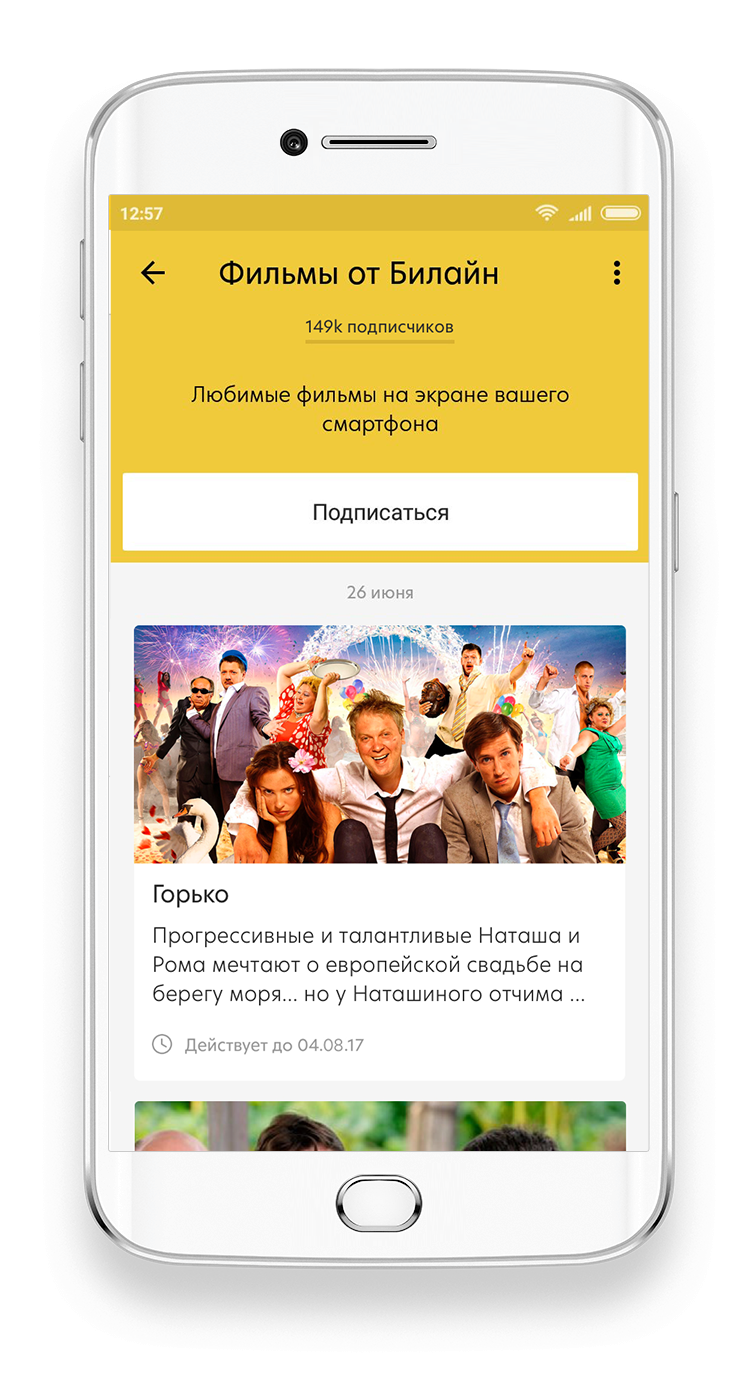 12:57
Фильмы от Билайн
149k подписчиков
Любимые фильмы на экране вашего
смартфона
Подписаться
26 июня
Горько
Прогрессивные и талантливые Наташа и
Рома мечтают о европейской свадьбе на
берегу моря... но у Наташиного отчима ...
Действует до 04.08.17